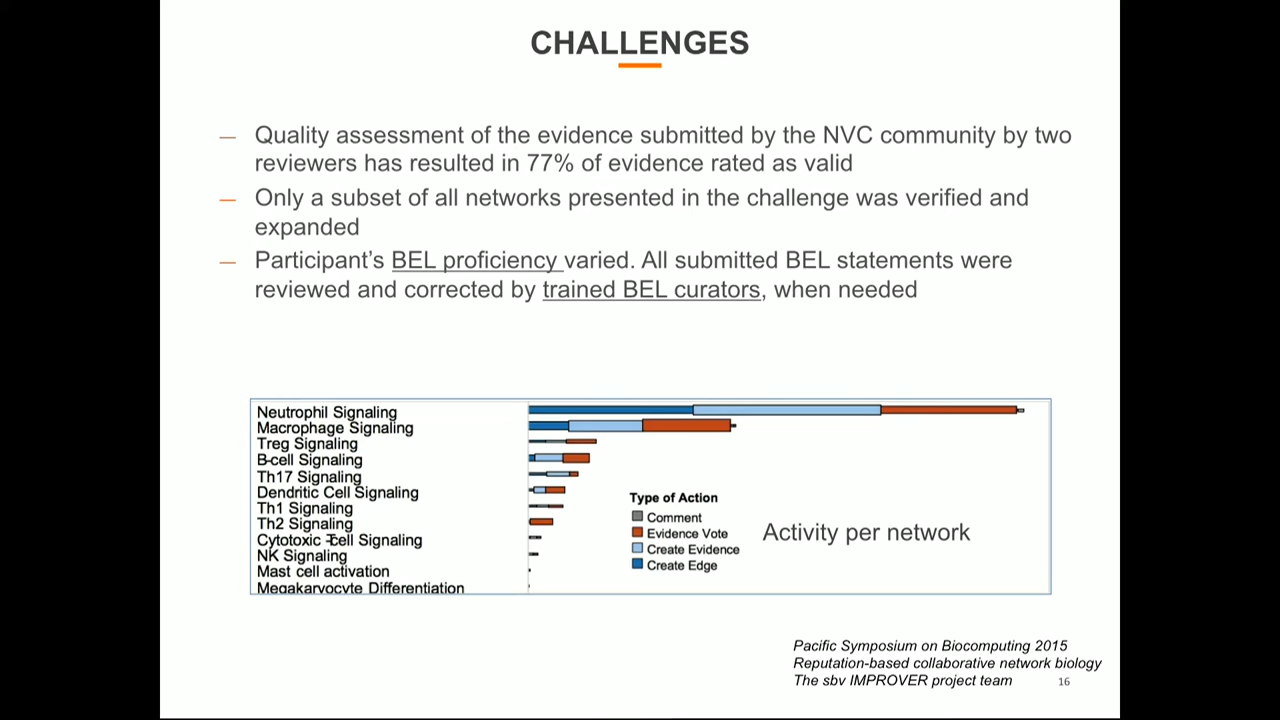 CHALLENGES
— Quality assessment of the evidence submitted by the NVC community by two
reviewers has resulted in 77% of evidence rated as valid
— Only a subset of all networks presented in the challenge was verified and
expanded
— Participant’s BEL proficiency varied. All submitted BEL statements were
reviewed and corrected by trained BEL curators, when needed
Neutrophil Signaling
Macrophage Signaling
Treg Signaling
B-cell Signaling
Th17 Signaling
Dendritic Cell Signaling
Th1 Signaling
Th2 Signaling
Cytotoxic T-cell Signaling
NK Signaling
Mast cell activation
Megakaryocyte Differentiation
Type of Action
Comment
Evidence Vote
Create Evidence
Create Edge
Activity per network
Pacific Symposium on Biocomputing 2015
Reputation-based collaborative network biology
The sbv IMPROVER project team
16